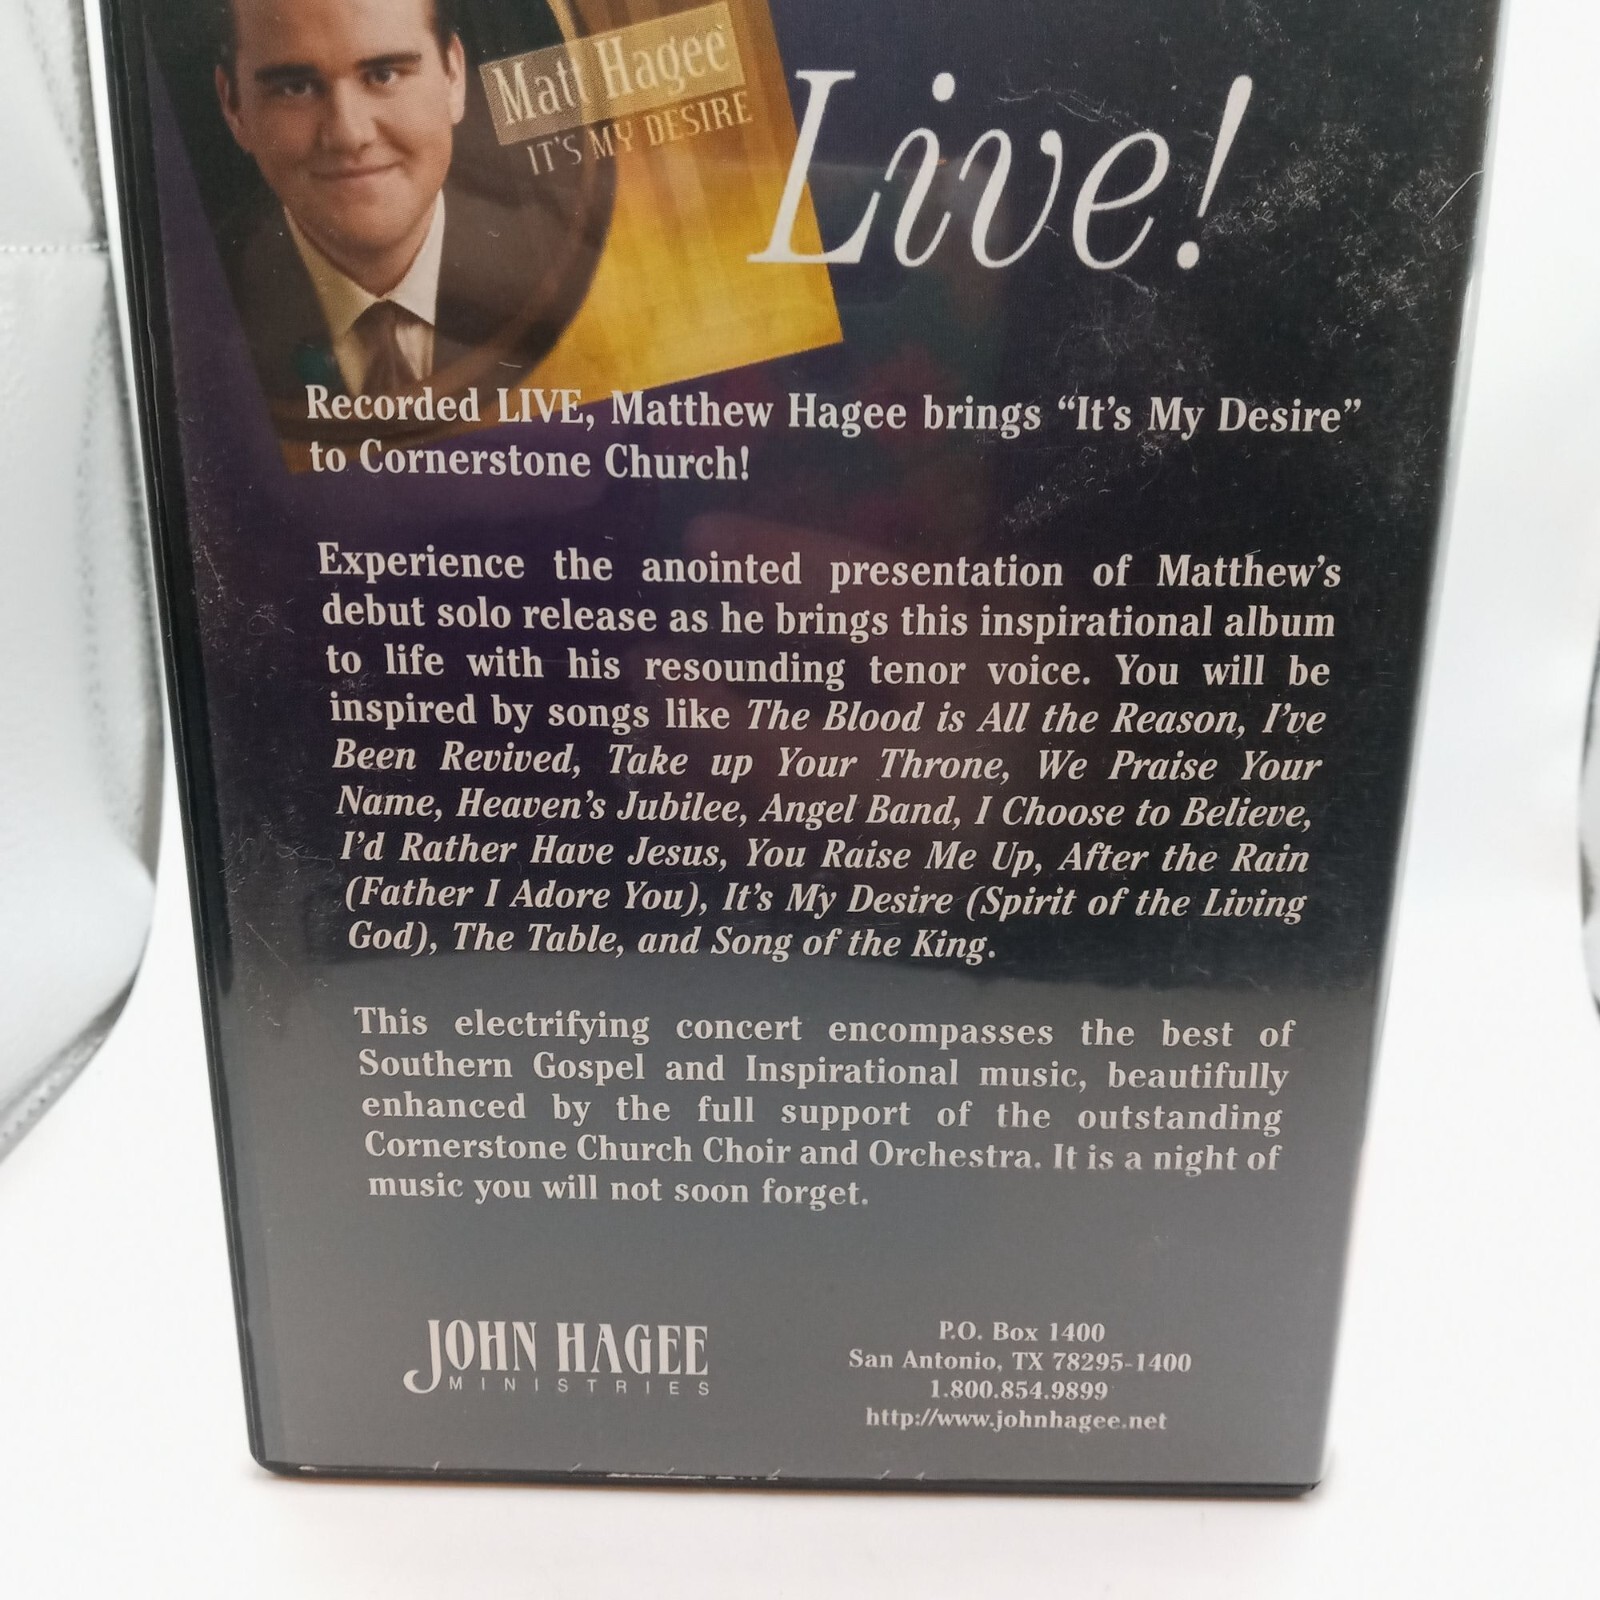 Matt Hagee
IT'S MY DESIRE
Live!
Recorded LIVE, Matthew Hagee brings “It’s My Desire”
to Cornerstone Church!
Experience the anointed presentation of Matthew’s
debut solo release as he brings this inspirational album
to life with his resounding tenor voice. You will be
inspired by songs like The Blood is All the Reason, I’ve
Been Revived, Take up Your Throne, We Praise Your
Name, Heaven’s Jubilee, Angel Band, I Choose to Believe,
I’d Rather Have Jesus, You Raise Me Up, After the Rain
(Father I Adore You), It’s My Desire (Spirit of the Living
God), The Table, and Song of the King.
This electrifying concert encompasses the best of
Southern Gospel and Inspirational music, beautifully
enhanced by the full support of the outstanding
Cornerstone Church Choir and Orchestra. It is a night of
music you will not soon forget.
JOHN HAGEE
MINISTRIES
P.O. Box 1400
San Antonio, TX 78295-1400
1.800.854.9899
http://www.johnhagee.net